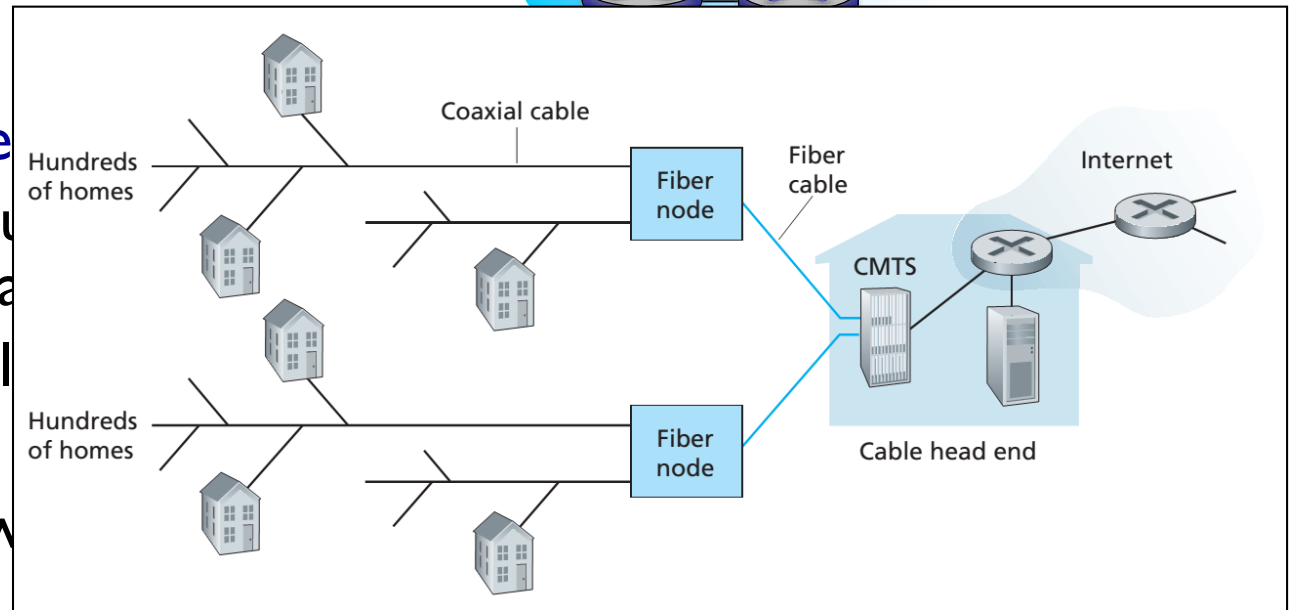 Coaxial cable
Hundreds
of homes
Fiber
node
Fiber
cable
Internet
CMTS
Hundreds
of homes
Fiber
node
Cable head end